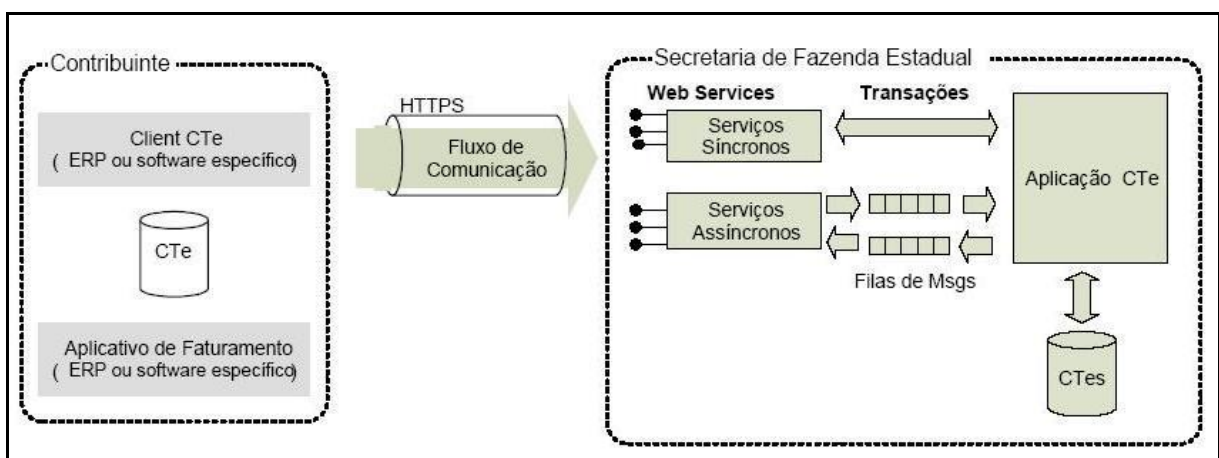 Contribuinte
Client CTe
( ERP ou software específico)
CTe
Aplicativo de Faturamento
( ERP ou software específico)
HTTPS
Fluxo de
Comunicação
Secretaria de Fazenda Estadual
Web Services
Transações
Serviços
Síncronos
Serviços
Assíncronos
Filas de Msgs
Aplicação CTe
CTes